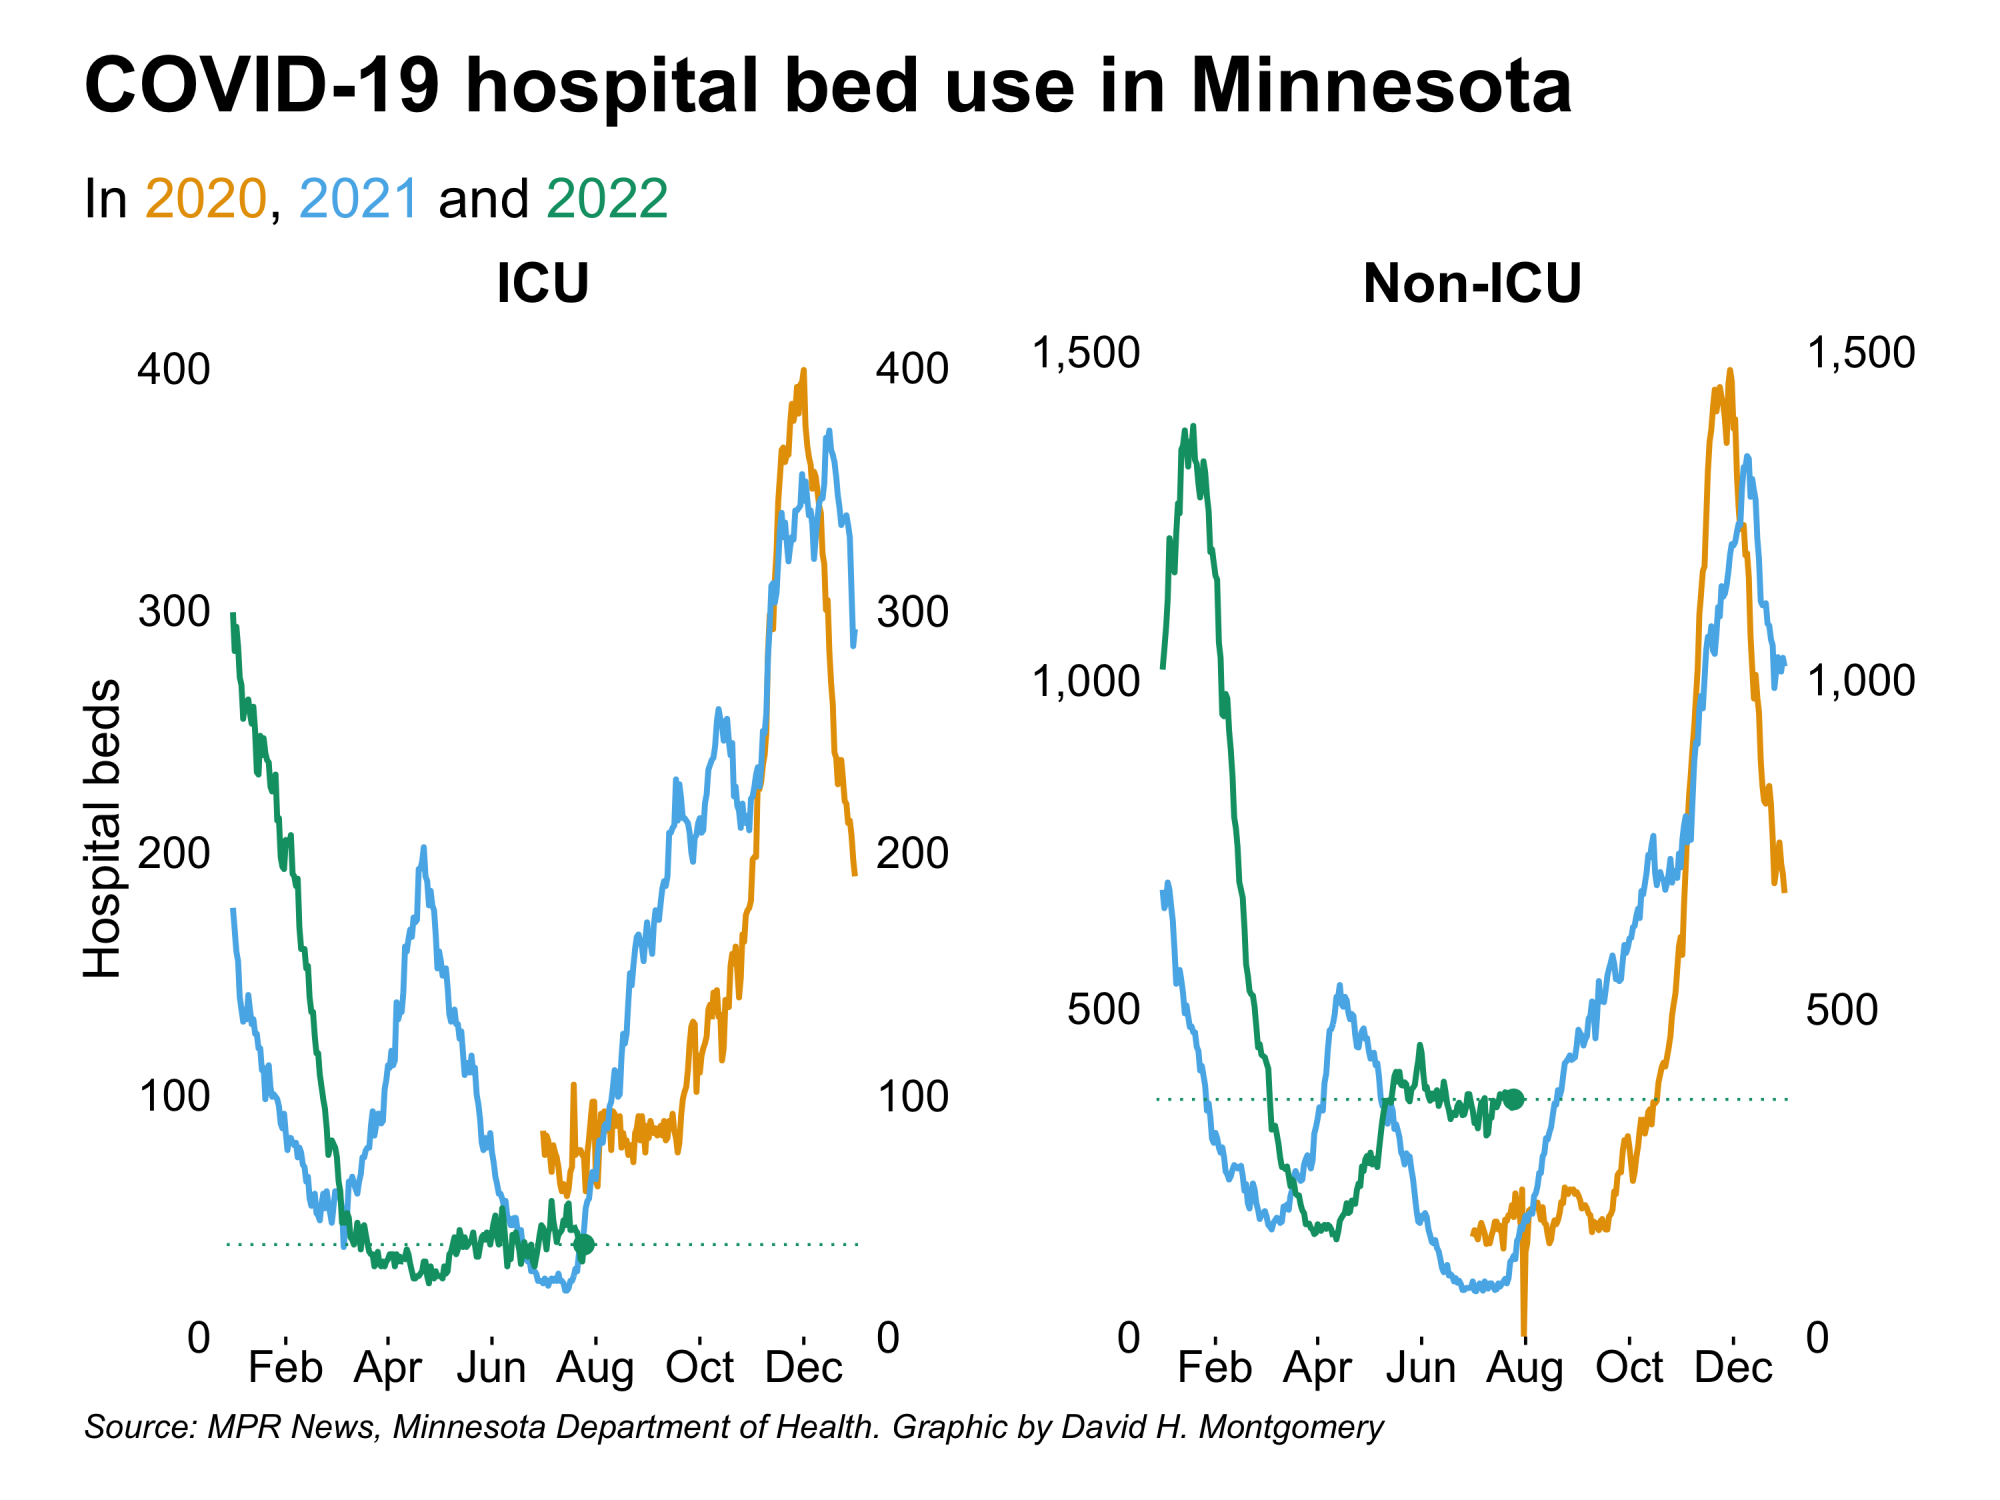 COVID-19 hospital bed use in Minnesota
In 2020, 2021 and 2022
ICU
Hospital beds
400
300
200
100
0
400
300
200
100
0
Feb Apr Jun Aug Oct Dec
Non-ICU
1,500
1,000
500
0
1,500
1,000
500
0
Feb Apr Jun Aug Oct Dec
Source: MPR News, Minnesota Department of Health. Graphic by David H. Montgomery